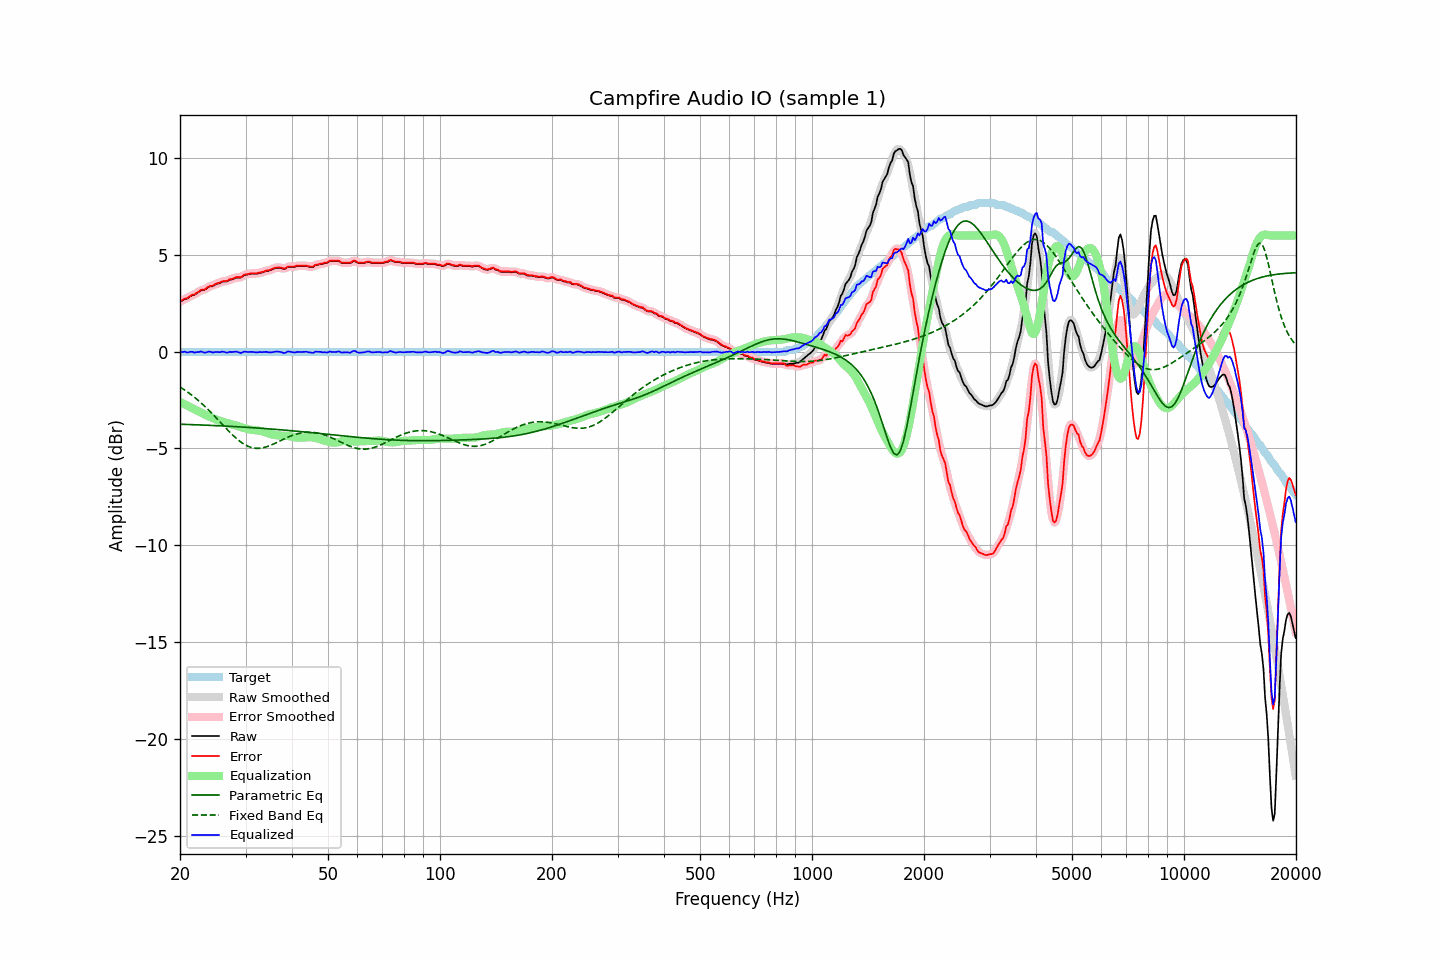 Campfire Audio IO (sample 1)
10
5
0
−5
−10
−15
−20
−25
Amplitude (dBr)
Target
Raw Smoothed
Error Smoothed
Raw
Error
Equalization
Parametric Eq
Fixed Band Eq
Equalized
20 50 100 200 500 1000 2000 5000 10000 20000
Frequency (Hz)